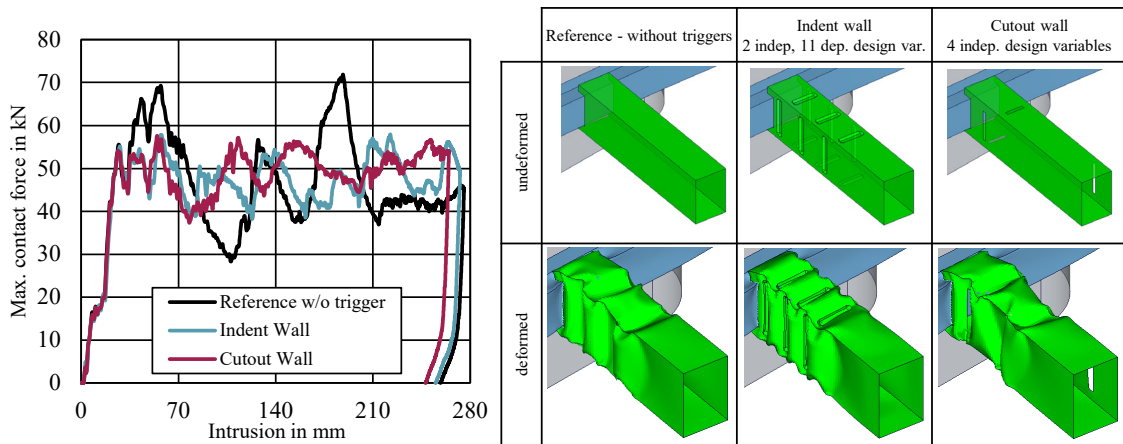 80
70
60
50
40
30
20
10
0
Max. contact force in kN
Reference w/o trigger
Indent Wall
Cutout Wall
0 70 140 210 280
Intrusion in mm
Reference - without triggers
Indent wall
2 indep, 11 dep. design var.
Cutout wall
4 indep. design variables
undeformed
deformed